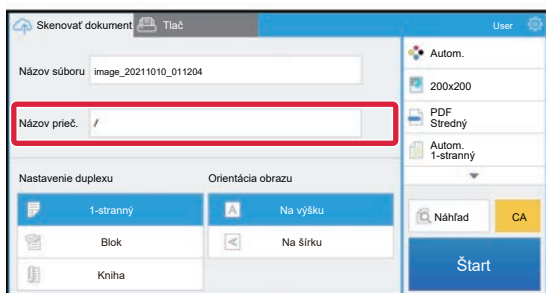 Skenovať dokument Tlač User
Názov súboru image_20211010_011204
Názov prieč. /
Nastavenie duplexu Orientácia obrazu
1-stranný
Blok
Kniha
A Na výšku
A Na šírku
Autom.
200x200
PDF
Stredný
Autom.
1-stranný
Náhľad CA
Štart